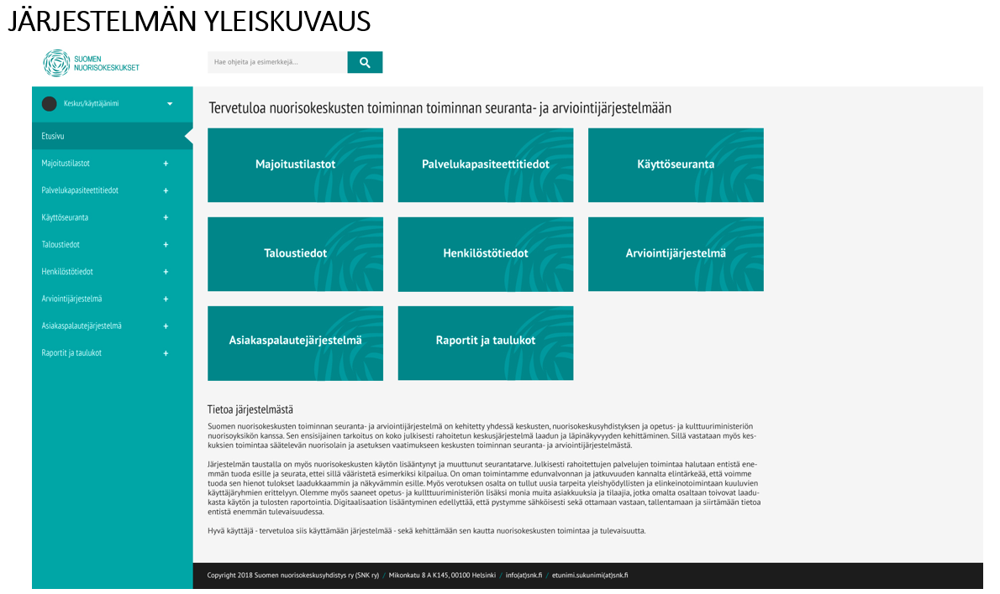 JÄRJESTELMÄN YLEISKUVAUS
SUOMEN
NUORISOKESKUKSET
Hae ohjeita ja esimerkkejä...
Keskus/käyttäjänimi
Etusivu
Majoitustilastot +
Palvelukapasiteettitiedot +
Käyttöseuranta +
Taloustiedot +
Henkilöstötiedot +
Arviointijärjestelmä +
Asiakaspalautejärjestelmä +
Raportit ja taulukot +
Tervetuloa nuorisokeskusten toiminnan toiminnan seuranta- ja arviointijärjestelmään
Majoitustilastot
Palvelukapasiteettitiedot
Käyttöseuranta
Taloustiedot
Henkilöstötiedot
Arviointijärjestelmä
Asiakaspalautejärjestelmä
Raportit ja taulukot
Tietoa järjestelmästä
Suomen nuorisokeskusten toiminnan seuranta- ja arviointijärjestelmä on kehitetty yhdessä keskusten, nuorisokeskusyhdistyksen ja opetus- ja kulttuuriministeriön
nuorisoyksikön kanssa. Sen ensisijainen tarkoitus on koko julkisesti rahoitetun keskusjärjestelmä laadun ja läpinäkyvyyden kehittäminen. Sillä vastataan myös kes-
kuksien toimintaa säätelevän nuorisolain ja asetuksen vaatimukseen keskusten toiminnan seuranta- ja arviointijärjestelmästä.
Järjestelmän taustalla on myös nuorisokeskusten käytön lisääntynyt ja muuttunut seurantatarve. Julkisesti rahoitettujen palvelujen toimintaa halutaan entistä ene-
mmän tuoda esille ja seurata, ettei sillä vääristetä esimerkiksi kilpailua. On oman toimintamme edunvalvonnan ja jatkuvuuden kannalta elintärkeää, että voimme
tuoda sen hienot tulokset laadukkaammin ja näkyvämmin esille. Myös verotuksen osalta on tullut uusia tarpeita yleishyödyllisten ja elinkeinotoimintaan kuuluvien
käyttäjäryhmien erittelyyn. Olemme myös saaneet opetus- ja kullttuuriministeriön lisäksi monia muita asiakkuuksia ja tilaajia, jotka omalta osaltaan toivovat laadu-
kasta käytön ja tulosten raportointia. Digitaalisaation lisääntyminen edellyttää, että pystymme sähköisesti sekä ottamaan vastaan, tallentamaan ja siirtämään tietoa
entistä enemmän tulevaisuudessa.
Hyvä käyttäjä - tervetuloa siis käyttämään järjestelmää - sekä kehittämään sen kautta nuorisokeskusten toimintaa ja tulevaisuutta.
Copyright 2018 Suomen nuorisokeskusyhdistys ry (SNK ry) / Mikonkatu 8 A K145, 00100 Helsinki / info(at)snk.fi / etunimi.sukunimi(at)snk.fi